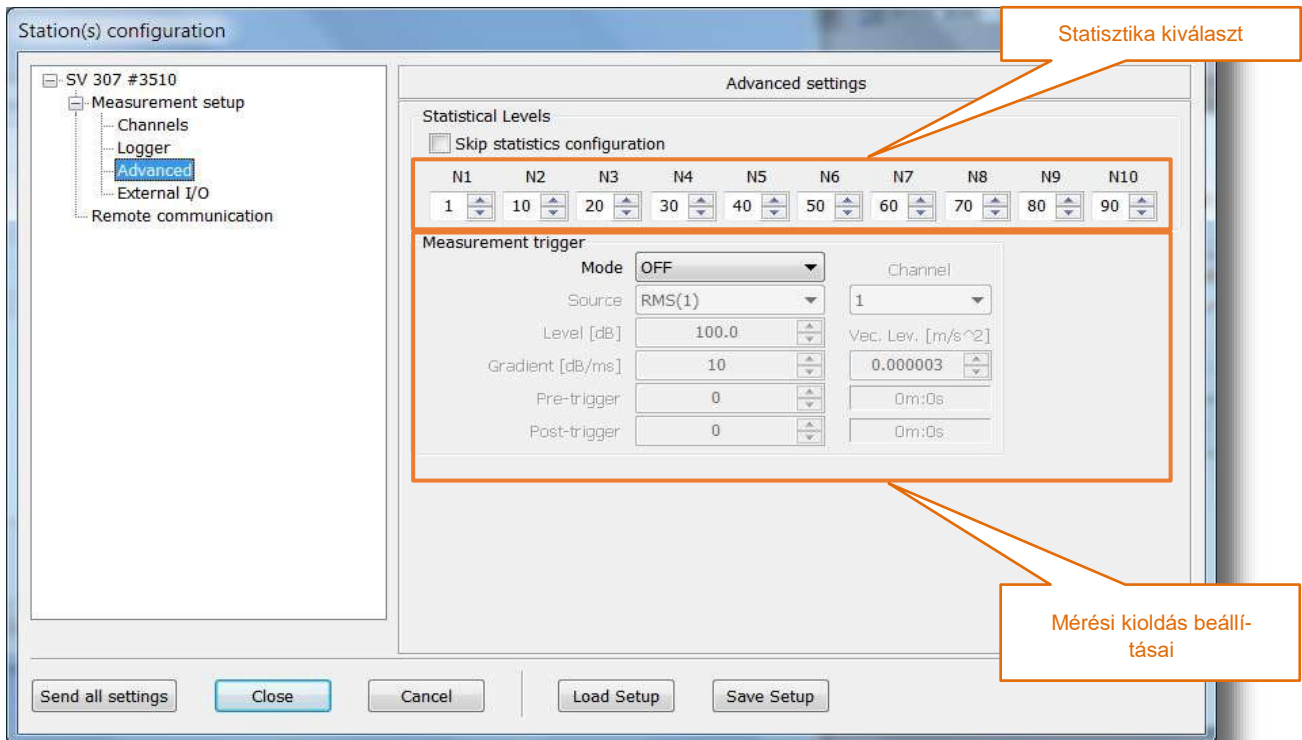 Station(s) configuration
Statisztika kiválaszt
SV 307 #3510
Measurement setup
Channels
Logger
Advanced
External I/O
Remote communication
Advanced settings
Statistical Levels
Skip statistics configuration
N1 N2 N3 N4 N5 N6 N7 N8 N9 N10
1 10 20 30 40 50 60 70 80 90
Measurement trigger
Mode OFF Channel
Source RMS(1) 1
Level [dB] 100.0 Vec. Lev. [m/s^2]
Gradient [dB/ms] 10 0.000003
Pre-trigger 0 0m:0s
Post-trigger 0 0m:0s
Mérési kioldás beállí-
tásai
Send all settings Close Cancel Load Setup Save Setup